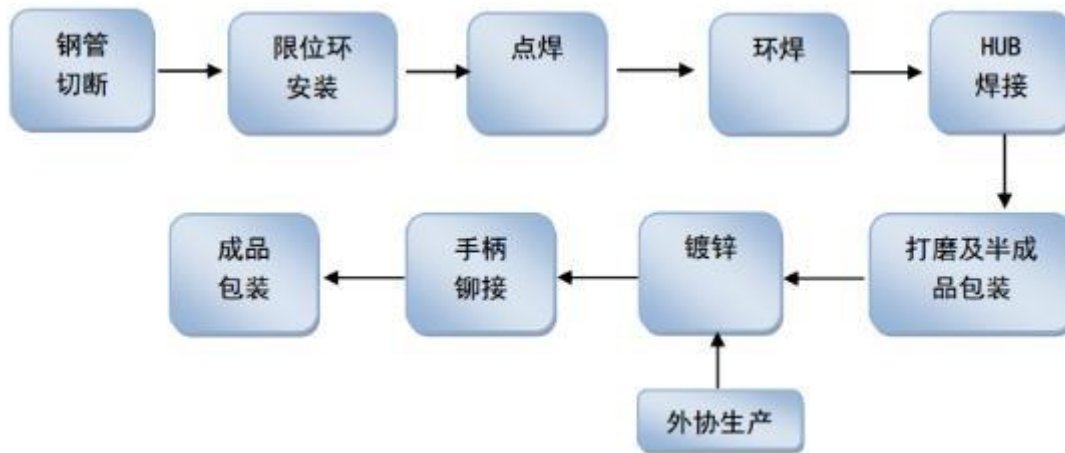 钢管
切断
限位环
安装
点焊
环焊
HUB
焊接
成品
包装
手柄
铆接
镀锌
打磨及半成
品包装
外协生产